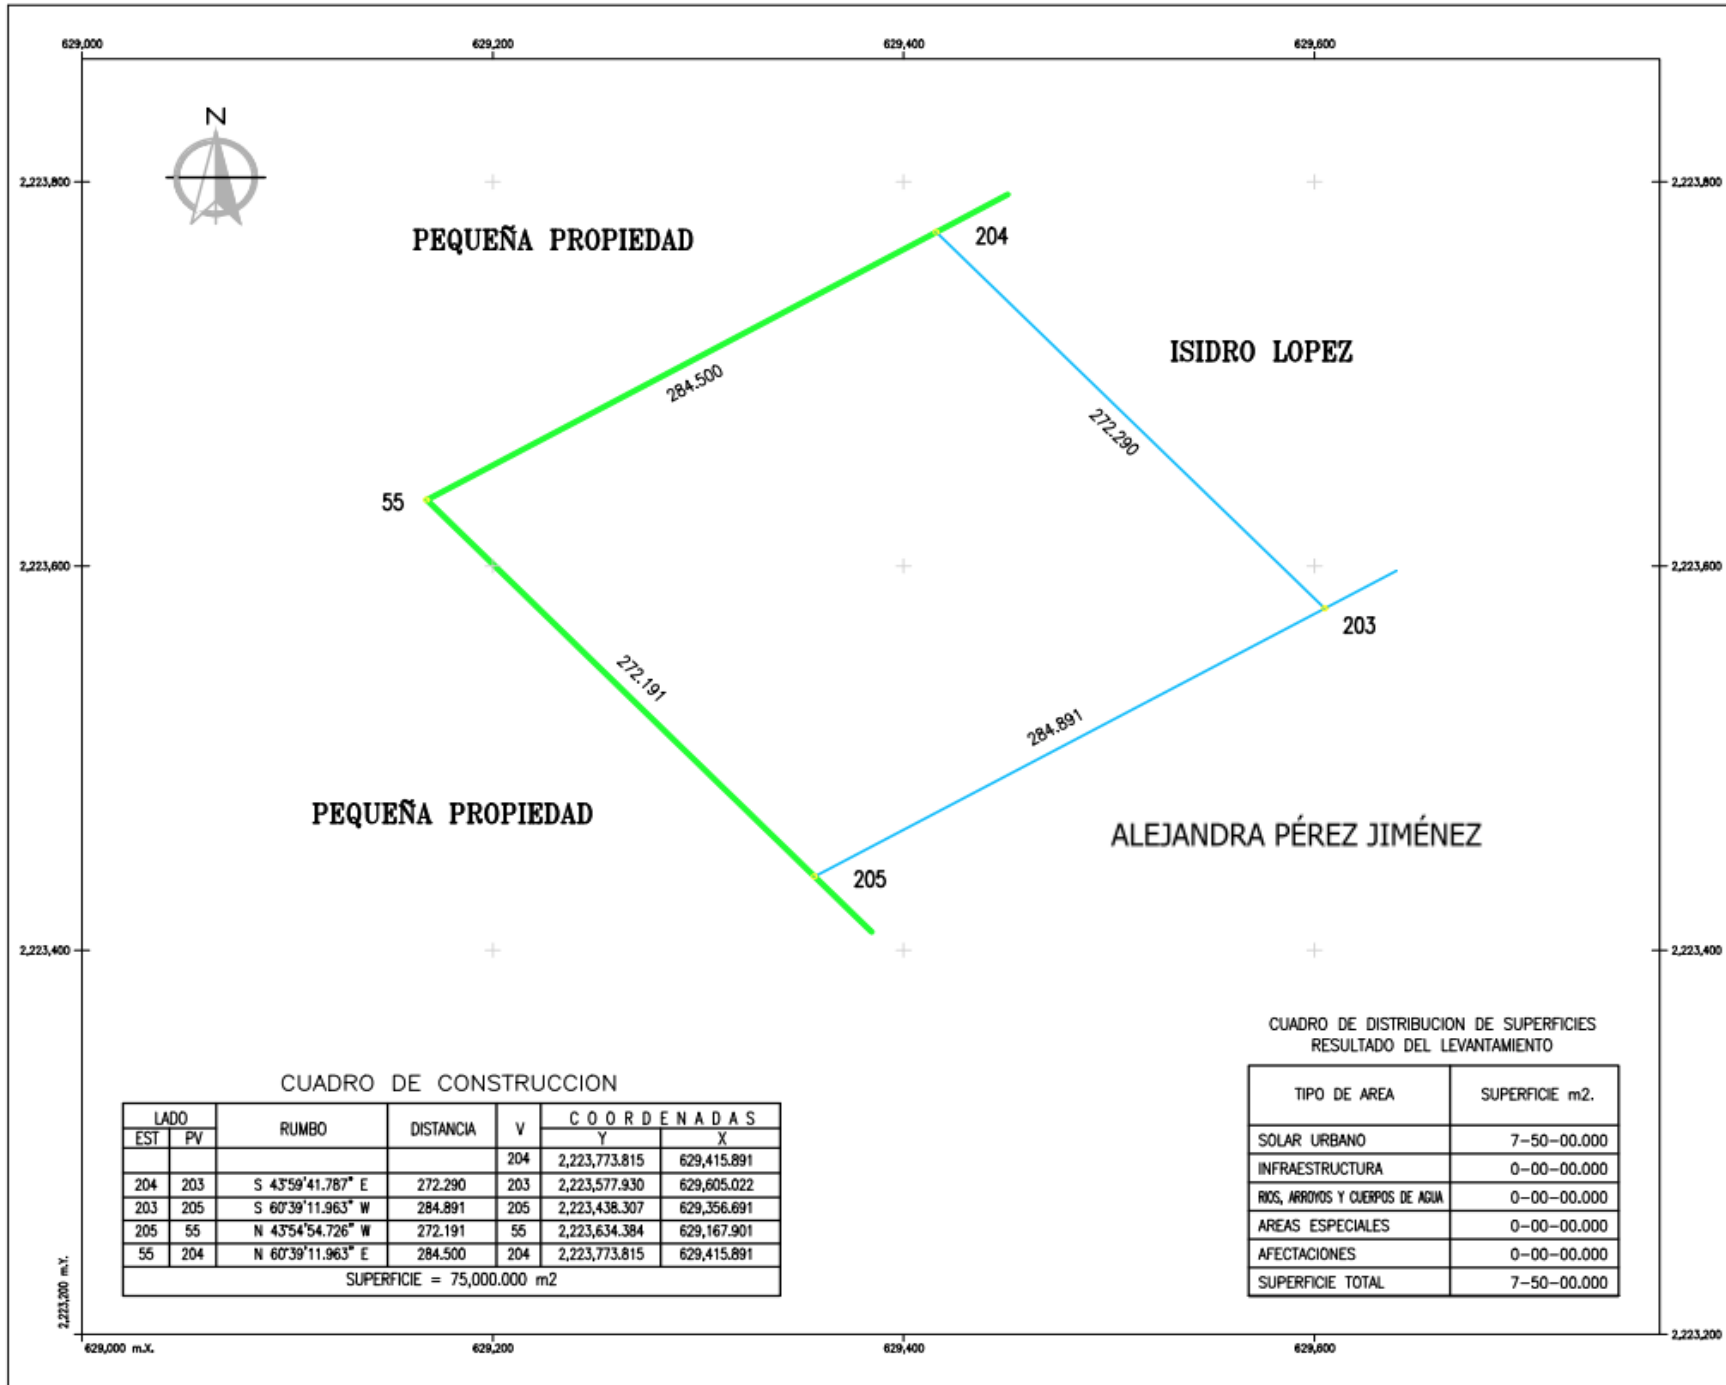 629,000 629,200 629,400 629,600
N
2,223,800 2,223,800
PEQUEÑA PROPIEDAD
204
284.500
ISIDRO LOPEZ
272.290
55
2,223,600 2,223,600
203
272.191
284.891
PEQUEÑA PROPIEDAD
ALEJANDRA PÉREZ JIMÉNEZ
205
2,223,400 2,223,400
CUADRO DE CONSTRUCCION
LADO RUMBO DISTANCIA V COORDENADAS
EST PV Y X
204 2,223,773.815 629,415.891
204 203 S 43°59'41.787" E 272.290 203 2,223,577.930 629,605.022
203 205 S 60°39'11.963" W 284.891 205 2,223,438.307 629,356.691
205 55 N 43°54'54.726" W 272.191 55 2,223,634.384 629,167.901
55 204 N 60°39'11.963" E 284.500 204 2,223,773.815 629,415.891
SUPERFICIE = 75,000.000 m2
CUADRO DE DISTRIBUCION DE SUPERFICIES
RESULTADO DEL LEVANTAMIENTO
TIPO DE AREA SUPERFICIE m2.
SOLAR URBANO 7-50-00.000
INFRAESTRUCTURA 0-00-00.000
RIOS, ARROYOS Y CUERPOS DE AGUA 0-00-00.000
AREAS ESPECIALES 0-00-00.000
AFECTACIONES 0-00-00.000
SUPERFICIE TOTAL 7-50-00.000
2,223,200 m.Y. 2,223,200
629,000 m.X. 629,200 629,400 629,600